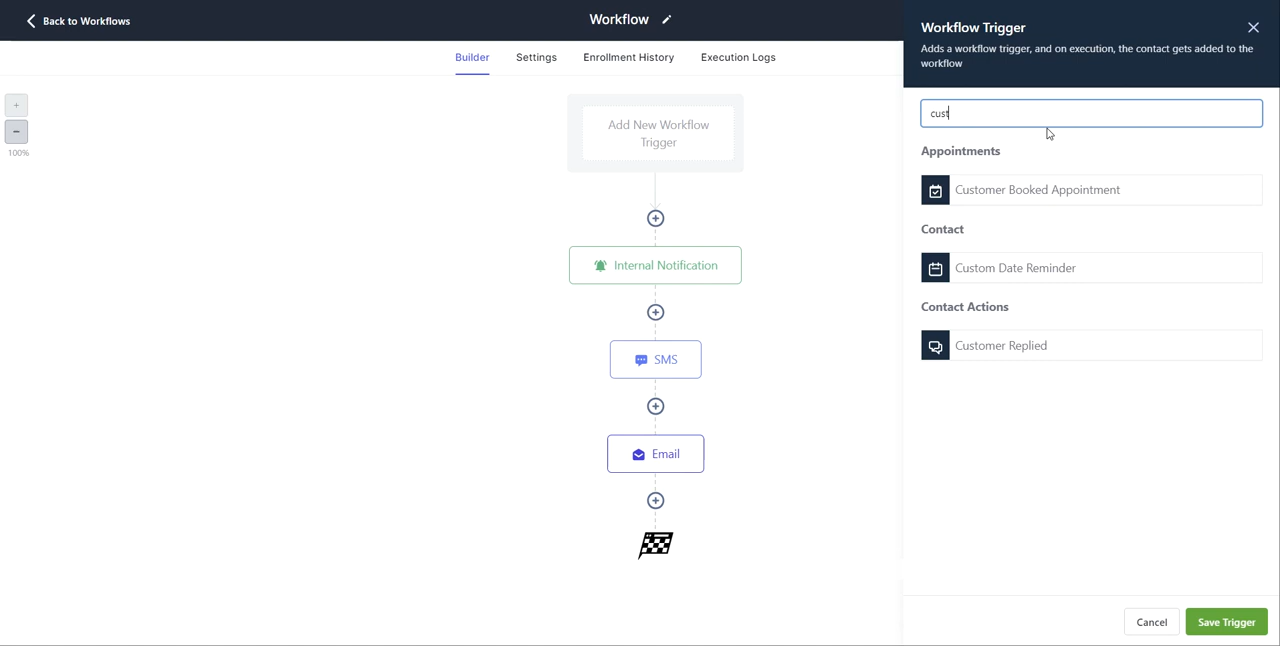 Back to Workflows
Workflow
Builder
Settings
Enrollment History
Execution Logs
+
−
100%
Add New Workflow
Trigger
Internal Notification
SMS
Email
Workflow Trigger
Adds a workflow trigger, and on execution, the contact gets added to the
workflow
cust
Appointments
Customer Booked Appointment
Contact
Custom Date Reminder
Contact Actions
Customer Replied
Cancel
Save Trigger